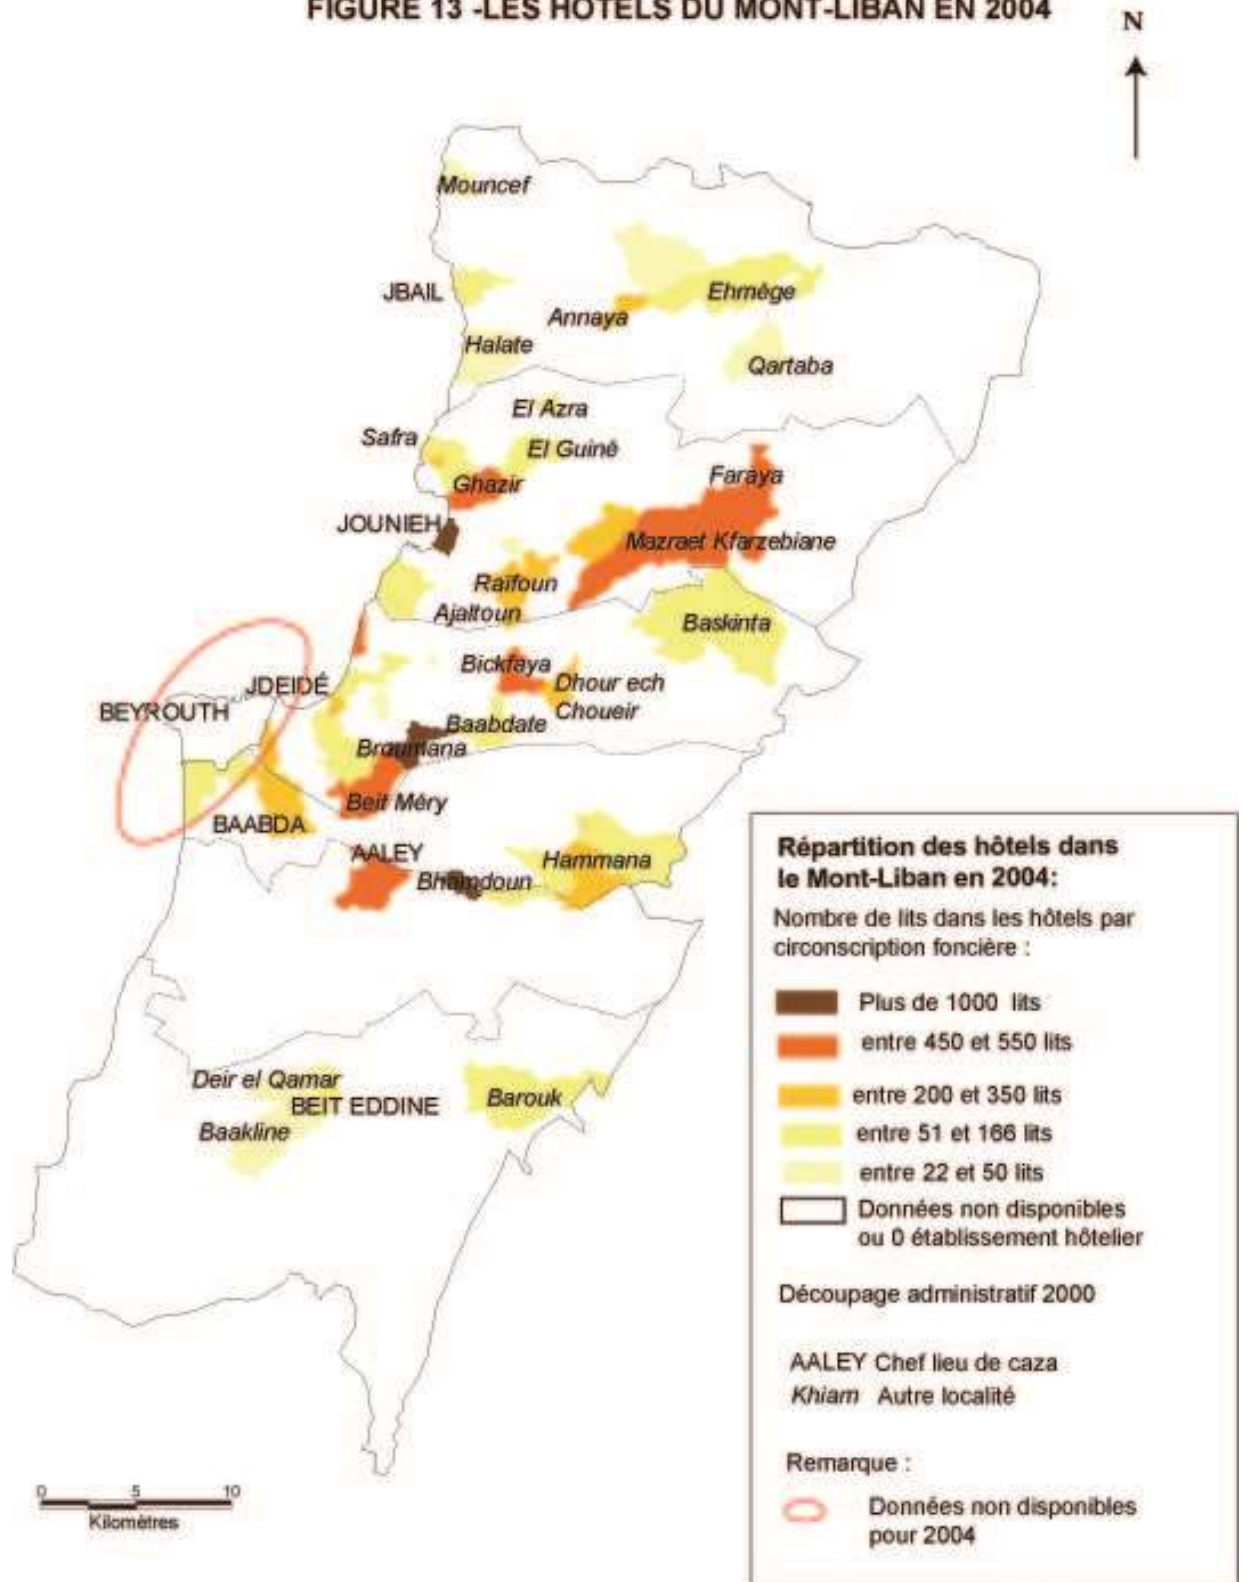 FIGURE 13 -LES HÔTELS DU MONT-LIBAN EN 2004
N
Mouncef
JBAIL
Ehmège
Annaya
Halate
Qartaba
El Azra
Safra
El Guiné
Ghazir
Faraya
JOUNIEH
Mazraet Kfarzebiane
Raïfoun
Ajaltoun
Baskinta
Bickfaya
JDEIDÉ
Dhour ech
Choueir
BEYROUTH
Baabdate
Broumana
Beit Méry
BAABDA
AALEY
Hammana
Bhamdoun
Deir el Qamar
BEIT EDDINE
Barouk
Baakline
Répartition des hôtels dans
le Mont-Liban en 2004:
Nombre de lits dans les hôtels par
circonscription foncière :
Plus de 1000 lits
entre 450 et 550 lits
entre 200 et 350 lits
entre 51 et 166 lits
entre 22 et 50 lits
Données non disponibles
ou 0 établissement hôtelier
Découpage administratif 2000
AALEY Chef lieu de caza
Khiam Autre localité
Remarque :
Données non disponibles
pour 2004
0 5 10
Kilomètres